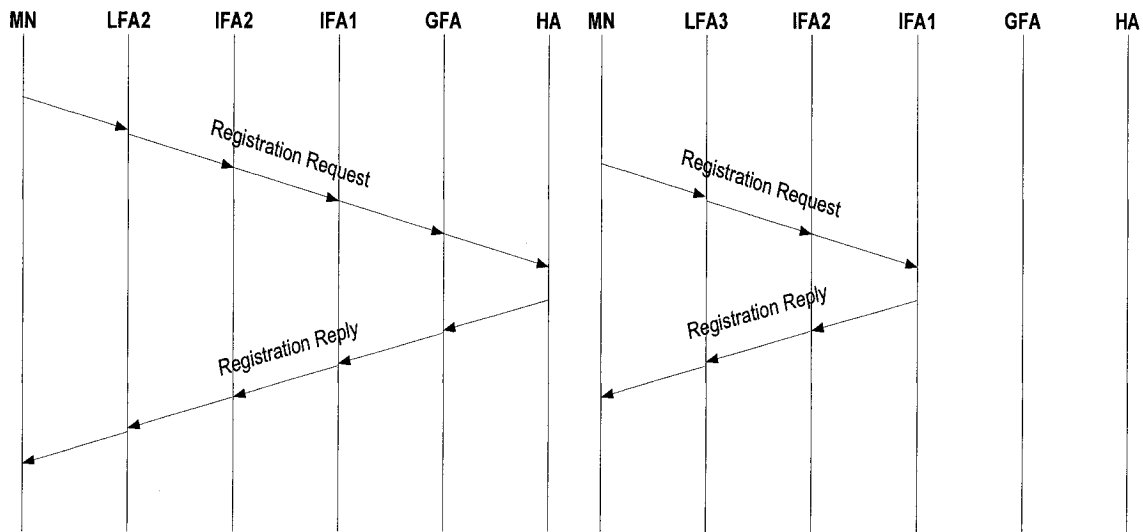 MN LFA2 IFA2 IFA1 GFA HA MN LFA3 IFA2 IFA1 GFA HA
Registration Request
Registration Request
Registration Reply
Registration Reply